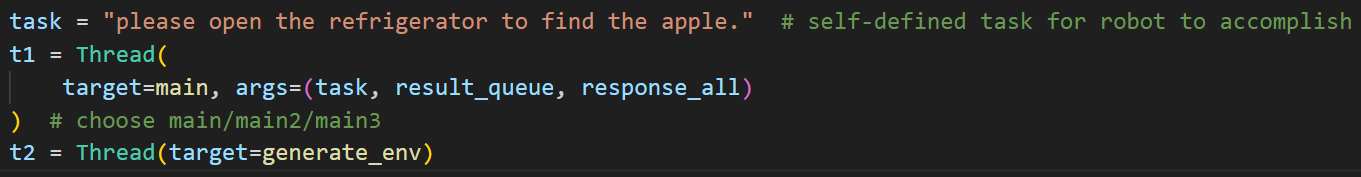 task = "please open the refrigerator to find the apple."  # self-defined task for robot to accomplish
t1 = Thread(
    target=main, args=(task, result_queue, response_all)
)  # choose main/main2/main3
t2 = Thread(target=generate_env)